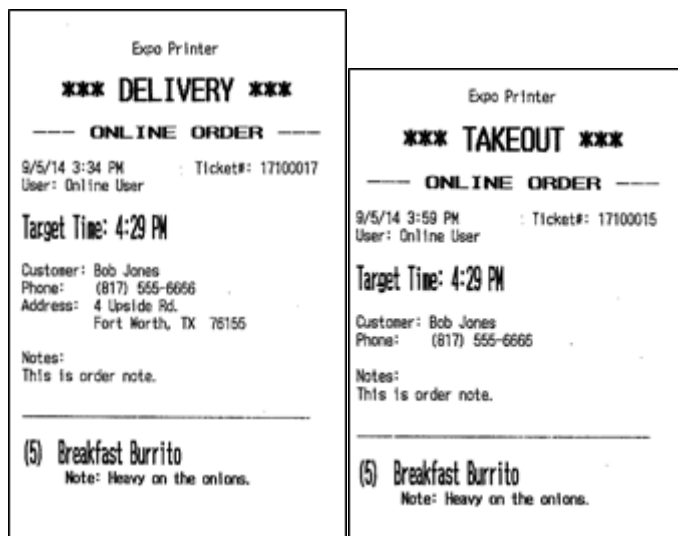 Expo Printer
*** DELIVERY ***
--- ONLINE ORDER ---
9/5/14 3:34 PM : Ticket#: 17100017
User: Online User
Target Time: 4:29 PM
Customer: Bob Jones
Phone: (817) 555-6666
Address: 4 Upside Rd.
Fort Worth, TX 76155
Notes:
This is order note.
(5) Breakfast Burrito
Note: Heavy on the onions.
Expo Printer
*** TAKEOUT ***
--- ONLINE ORDER ---
9/5/14 3:59 PM : Ticket#: 17100015
User: Online User
Target Time: 4:29 PM
Customer: Bob Jones
Phone: (817) 555-6666
Notes:
This is order note.
(5) Breakfast Burrito
Note: Heavy on the onions.